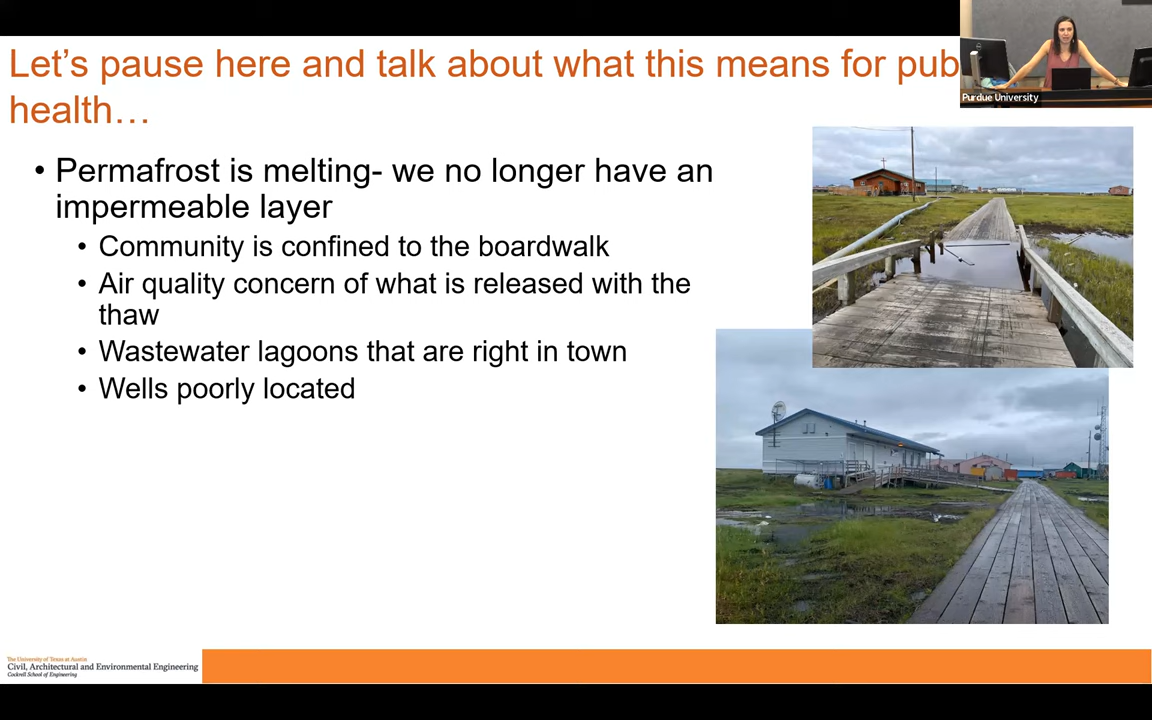 Let's pause here and talk about what this means for pub
health…
Purdue University
• Permafrost is melting- we no longer have an
impermeable layer
• Community is confined to the boardwalk
• Air quality concern of what is released with the
thaw
• Wastewater lagoons that are right in town
• Wells poorly located
The University of Texas at Austin
Civil, Architectural and Environmental Engineering
Cockrell School of Engineering